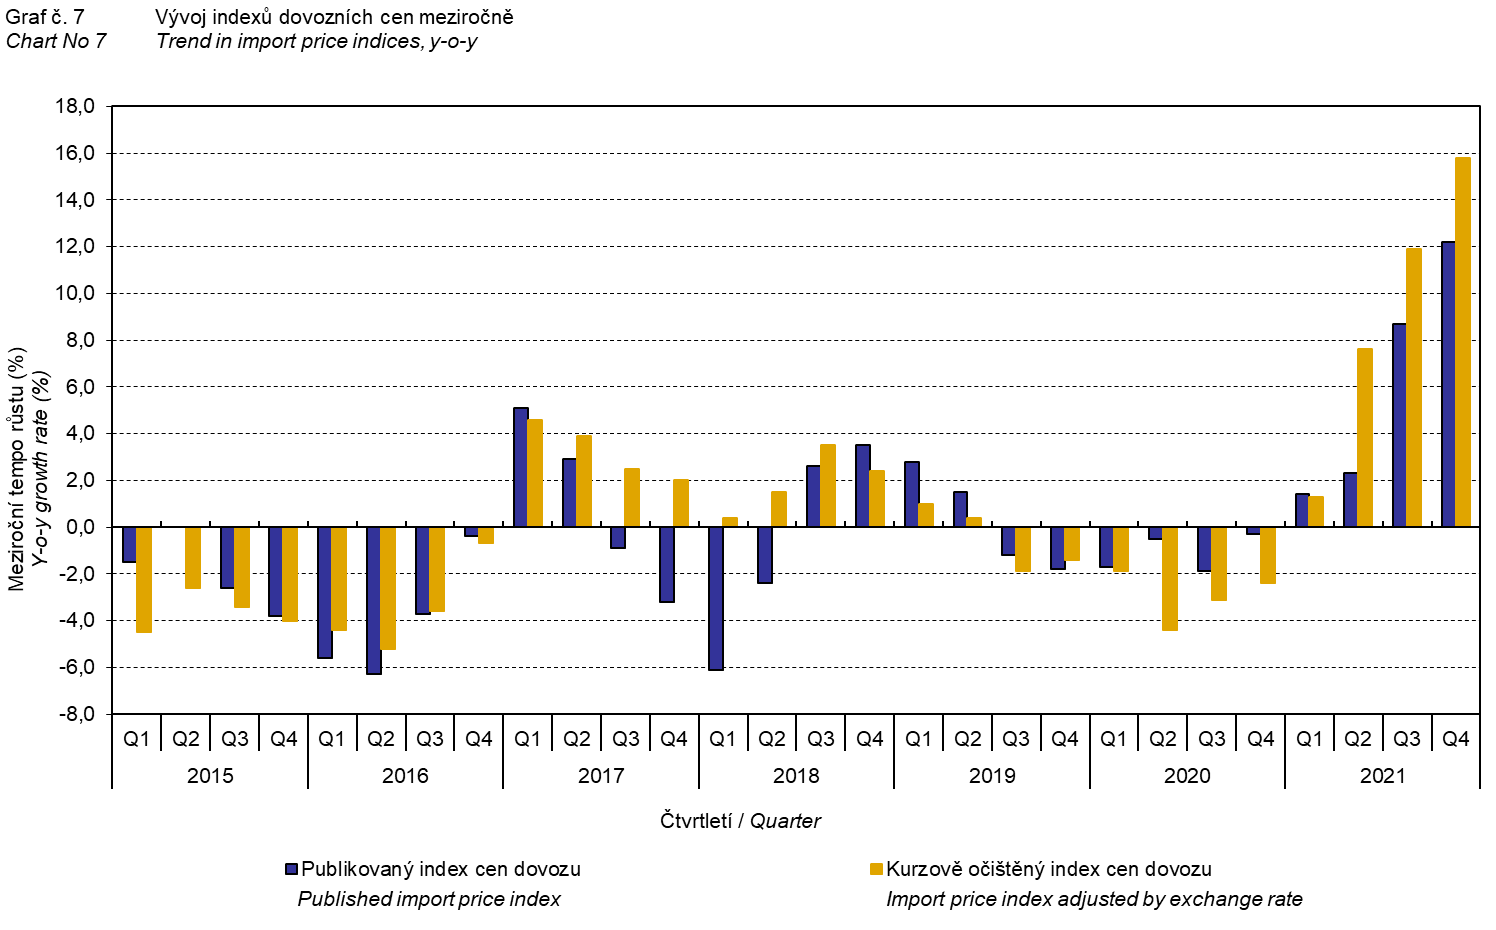 Graf č. 7 Vývoj indexů dovozních cen meziročně
Chart No 7 Trend in import price indices, y-o-y
Meziroční tempo růstu (%)
Y-o-y growth rate (%)
18,0
16,0
14,0
12,0
10,0
8,0
6,0
4,0
2,0
0,0
-2,0
-4,0
-6,0
-8,0
Q1 Q2 Q3 Q4 Q1 Q2 Q3 Q4 Q1 Q2 Q3 Q4 Q1 Q2 Q3 Q4 Q1 Q2 Q3 Q4 Q1 Q2 Q3 Q4 Q1 Q2 Q3 Q4
2015 2016 2017 2018 2019 2020 2021
Čtvrtletí / Quarter
Publikovaný index cen dovozu Kurzově očištěný index cen dovozu
Published import price index Import price index adjusted by exchange rate